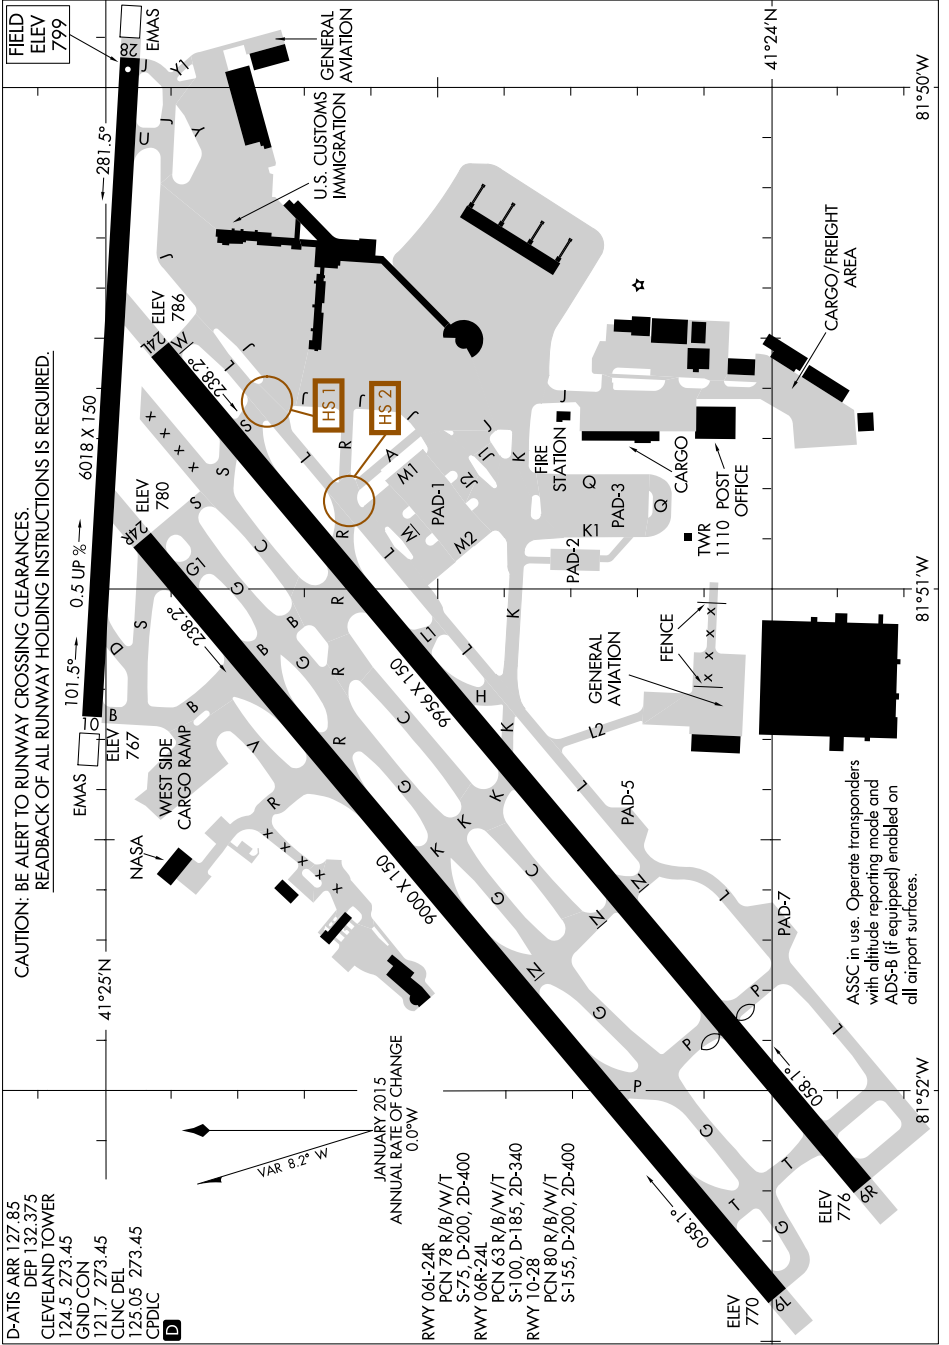 CAUTION: BE ALERT TO RUNWAY CROSSING CLEARANCES.
READBACK OF ALL RUNWAY HOLDING INSTRUCTIONS IS REQUIRED.
D-ATIS ARR 127.85
DEP 132.375
CLEVELAND TOWER
124.5 273.45
GND CON
121.7 273.45
CLNC DEL
125.05 273.45
CPDLC
D
FIELD
ELEV
799
EMAS
28
J
Y1
GENERAL
AVIATION
U
J
Y
281.5°
6018 X 150
0.5 UP %
101.5°
10
ELEV
767
EMAS
B
D
S
U.S. CUSTOMS
IMMIGRATION
J
ELEV
786
24L
M
J
L
238.2°
S
HS 1
HS 2
J
J
J
J
L
R
A
M1
J2
J1
K
J
X X X X
S
S
ELEV
780
24R
G1
C
G
B
B
G
238.2°
B
V
R
R
R
R
R
L
M
M2
PAD-1
L1
L
K
H
K
K
K
K
C
G
G
C
WEST SIDE
CARGO RAMP
NASA
X X X X X
9000 X 150
9956 X 150
FIRE
STATION
CARGO
CARGO/FREIGHT
AREA
POST
OFFICE
Q
PAD-3
Q
K1
PAD-2
TWR
1110
FENCE
X X X X
GENERAL
AVIATION
L2
L
PAD-5
N
N
N
L
PAD-7
G
P
P
P
L
G
T
T
G
058.1°
058.1°
ELEV
776
6R
ELEV
770
6L
41°25'N
41°24'N
81°50'W
81°51'W
81°52'W
VAR 8.2° W
JANUARY 2015
ANNUAL RATE OF CHANGE
0.0°W
RWY 06L-24R
PCN 78 R/B/W/T
S-75, D-200, 2D-400
RWY 06R-24L
PCN 63 R/B/W/T
S-100, D-185, 2D-340
RWY 10-28
PCN 80 R/B/W/T
S-155, D-200, 2D-400
ASSC in use. Operate transponders
with altitude reporting mode and
ADS-B (if equipped) enabled on
all airport surfaces.